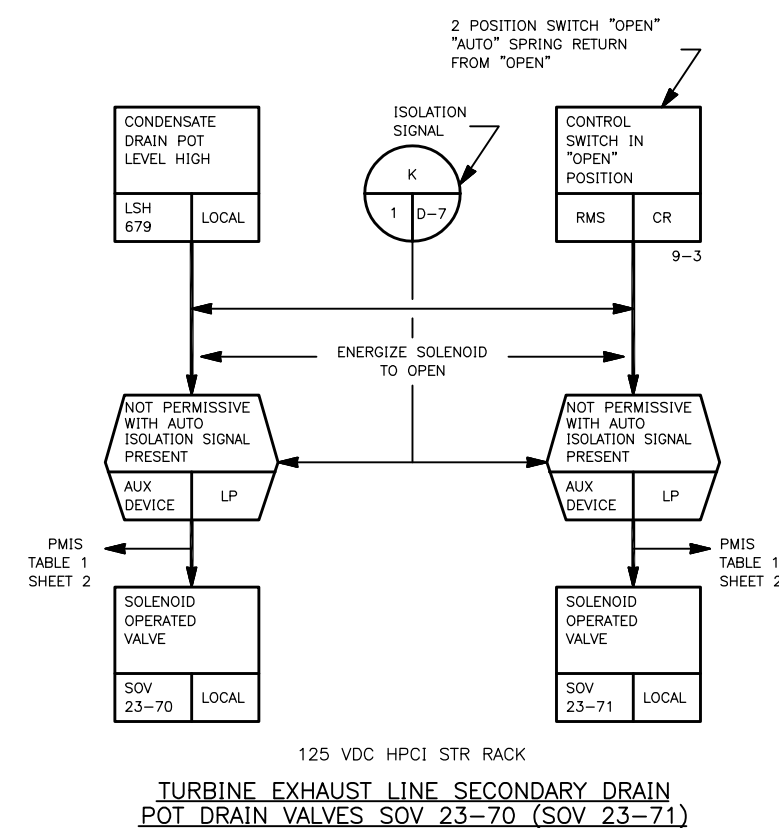 2 POSITION SWITCH "OPEN"
"AUTO" SPRING RETURN
FROM "OPEN"
CONDENSATE
DRAIN POT
LEVEL HIGH
LSH
679
LOCAL
ISOLATION
SIGNAL
K
1
D-7
CONTROL
SWITCH IN
"OPEN"
POSITION
RMS
CR
9-3
ENERGIZE SOLENOID
TO OPEN
NOT PERMISSIVE
WITH AUTO
ISOLATION SIGNAL
PRESENT
AUX
DEVICE
LP
NOT PERMISSIVE
WITH AUTO
ISOLATION SIGNAL
PRESENT
AUX
DEVICE
LP
PMIS
TABLE 1
SHEET 2
PMIS
TABLE 1
SHEET 2
SOLENOID
OPERATED
VALVE
SOV
23-70
LOCAL
SOLENOID
OPERATED
VALVE
SOV
23-71
LOCAL
125 VDC HPCI STR RACK
TURBINE EXHAUST LINE SECONDARY DRAIN
POT DRAIN VALVES SOV 23-70 (SOV 23-71)